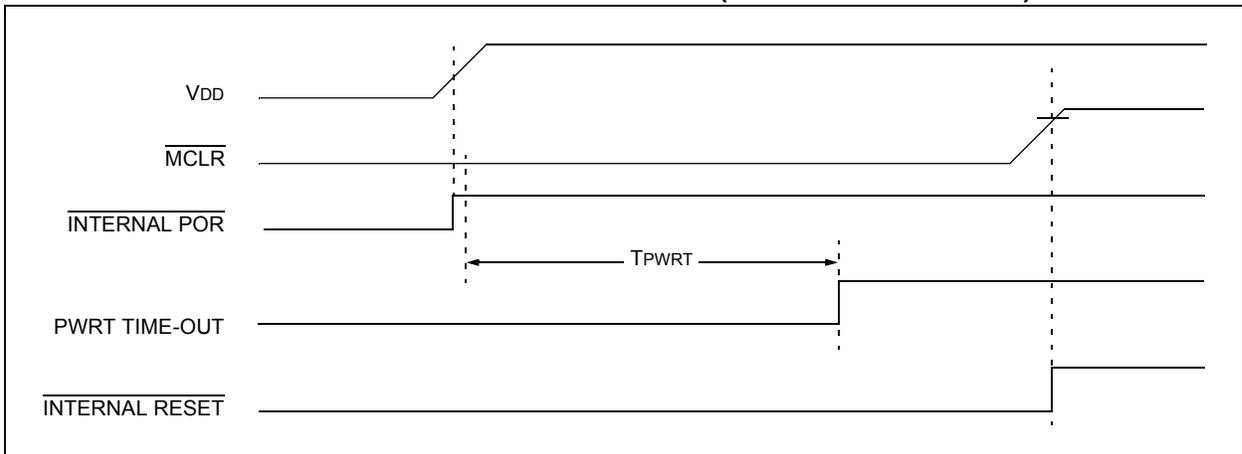 VDD
MCLR
INTERNAL POR
TPWRT
PWRT TIME-OUT
INTERNAL RESET